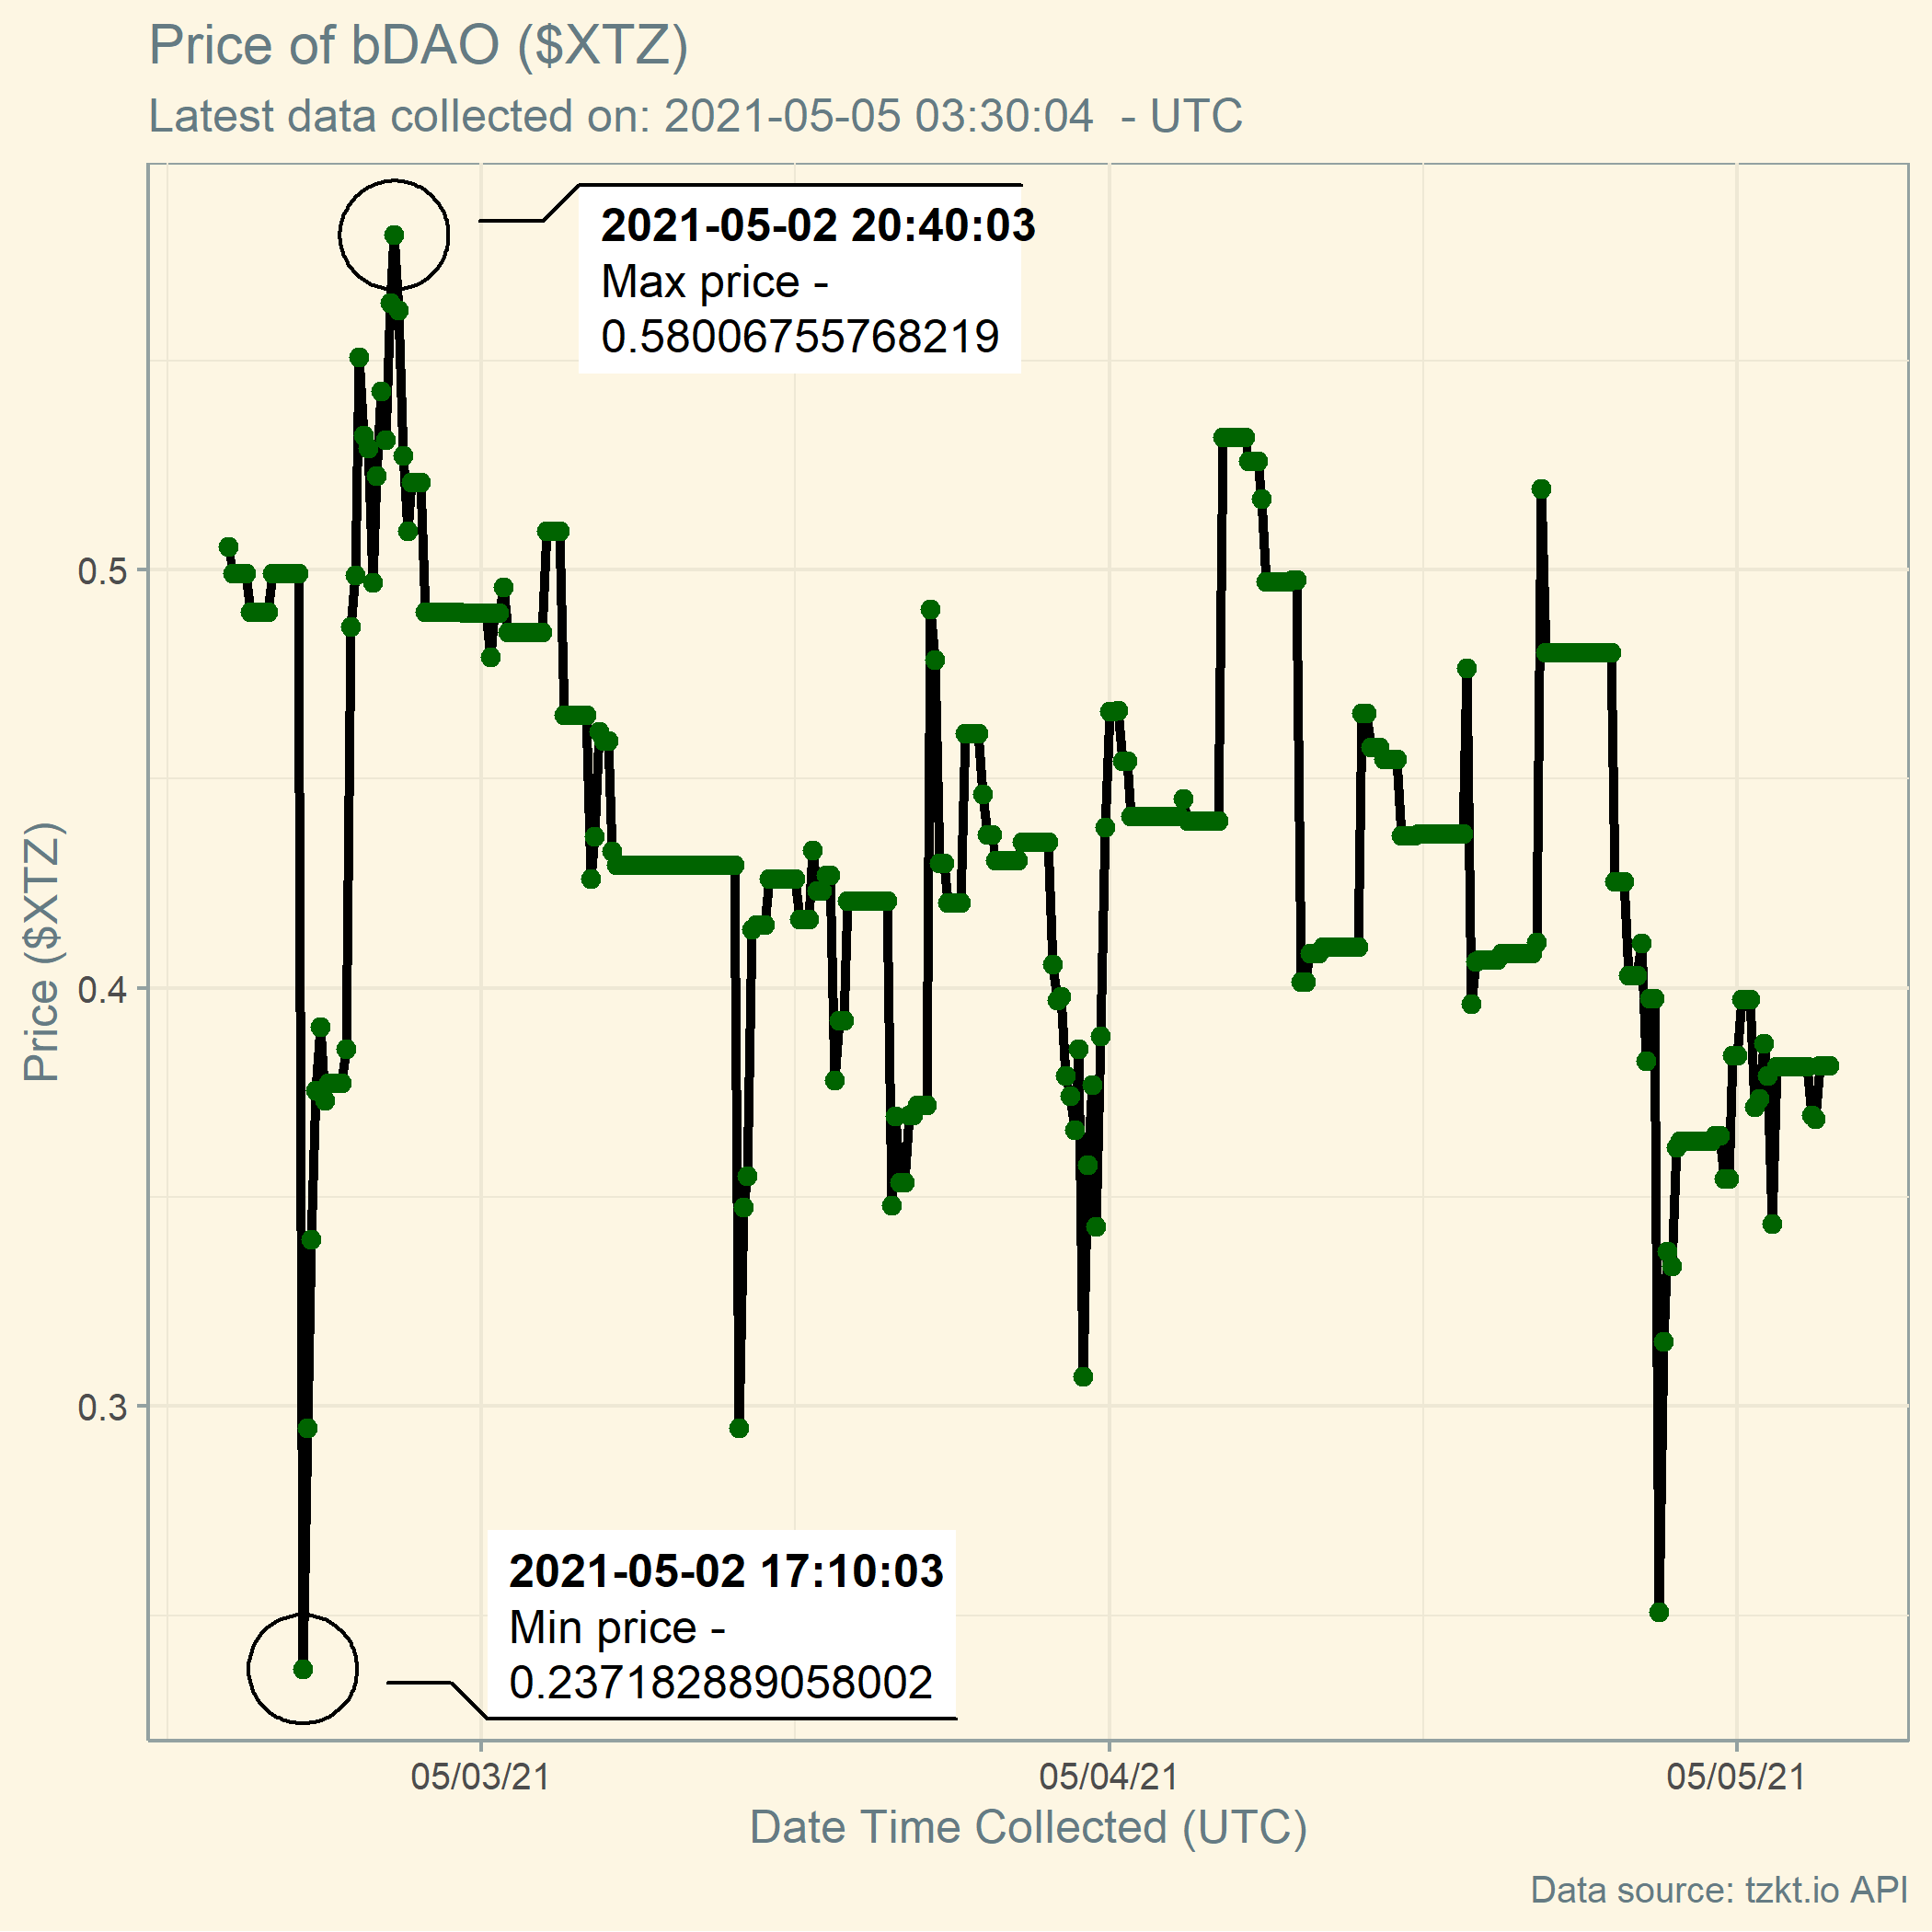 Price of bDAO ($XTZ)
Latest data collected on: 2021-05-05 03:30:04  - UTC
2021-05-02 20:40:03
Max price -
0.58006755768219
0.5
0.4
0.3
Price ($XTZ)
2021-05-02 17:10:03
Min price -
0.237182889058002
05/03/21
05/04/21
05/05/21
Date Time Collected (UTC)
Data source: tzkt.io API